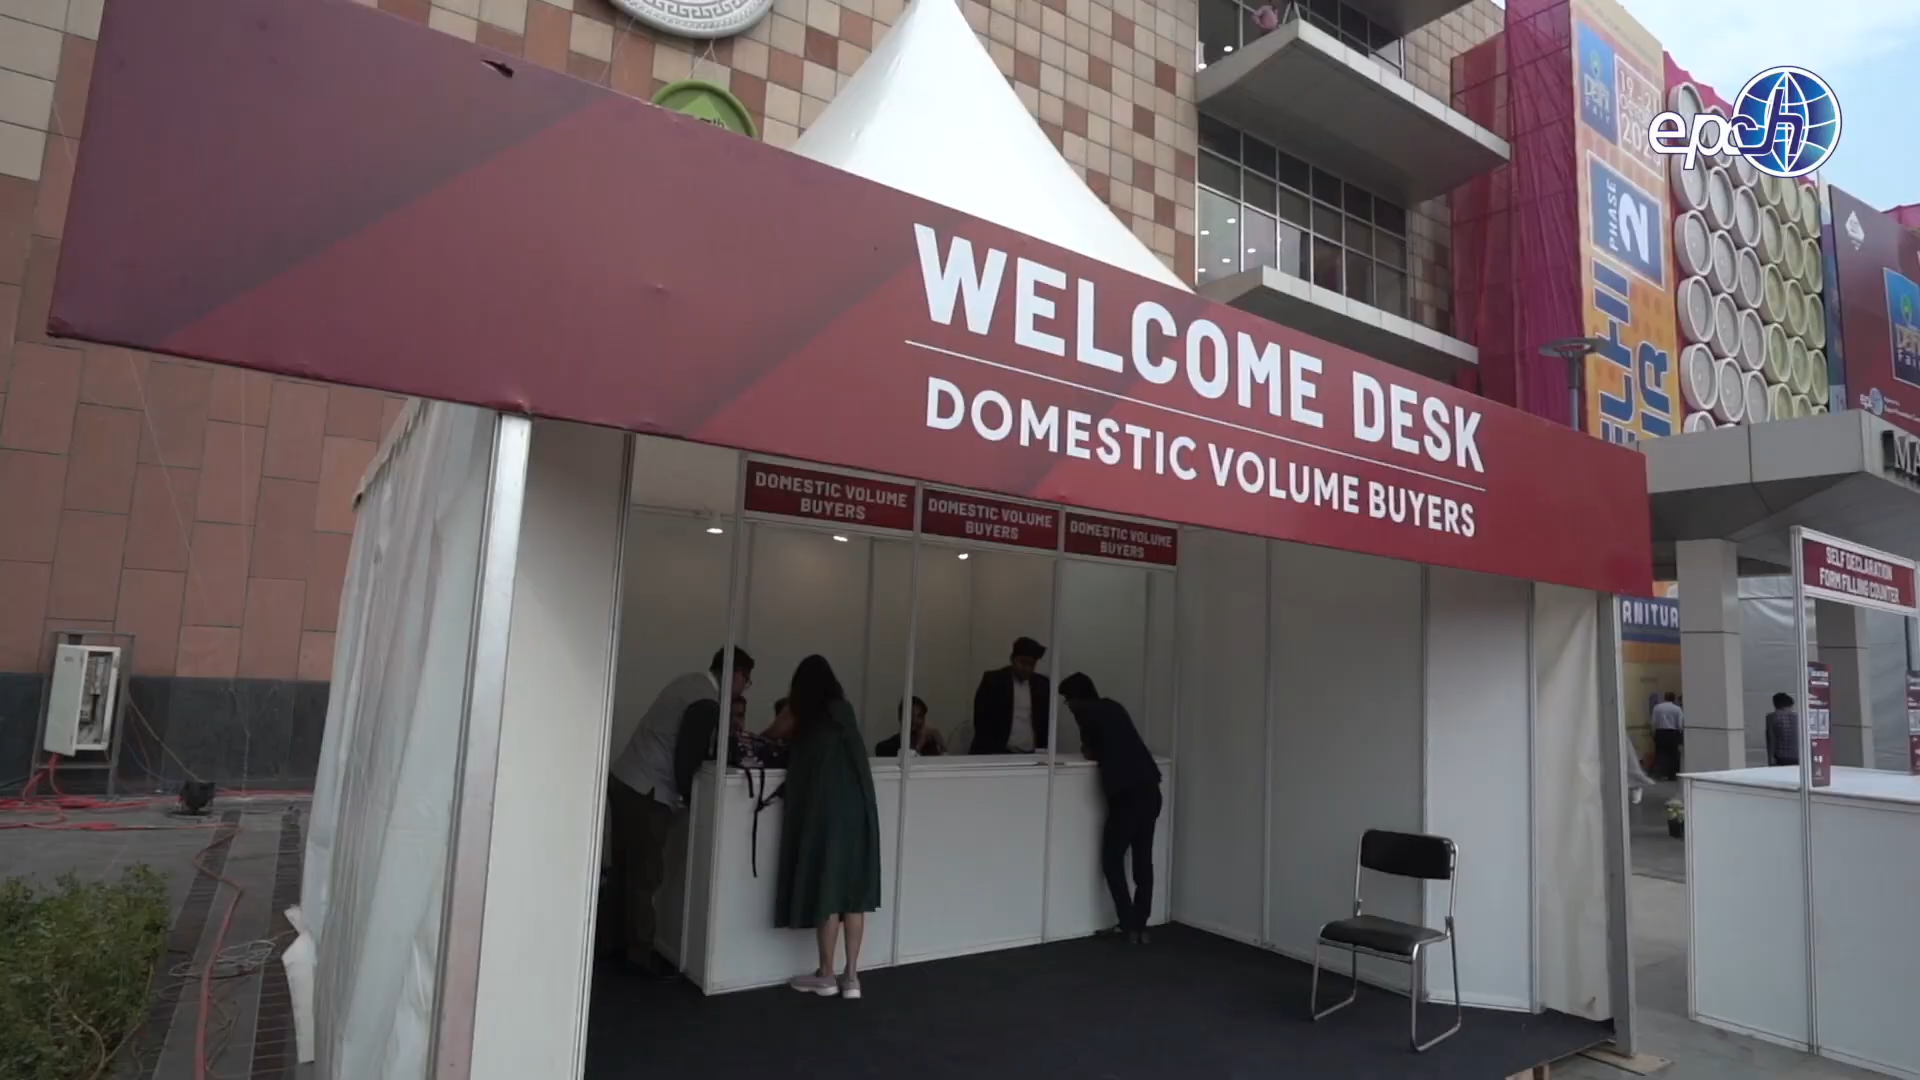 WELCOME DESK
DOMESTIC VOLUME BUYERS
DOMESTIC VOLUME
BUYERS
DOMESTIC VOLUME
BUYERS
DOMESTIC VOLUME
BUYERS
epch
PHASE
2
SELF DECLARATION
FORM FILLING COUNTER